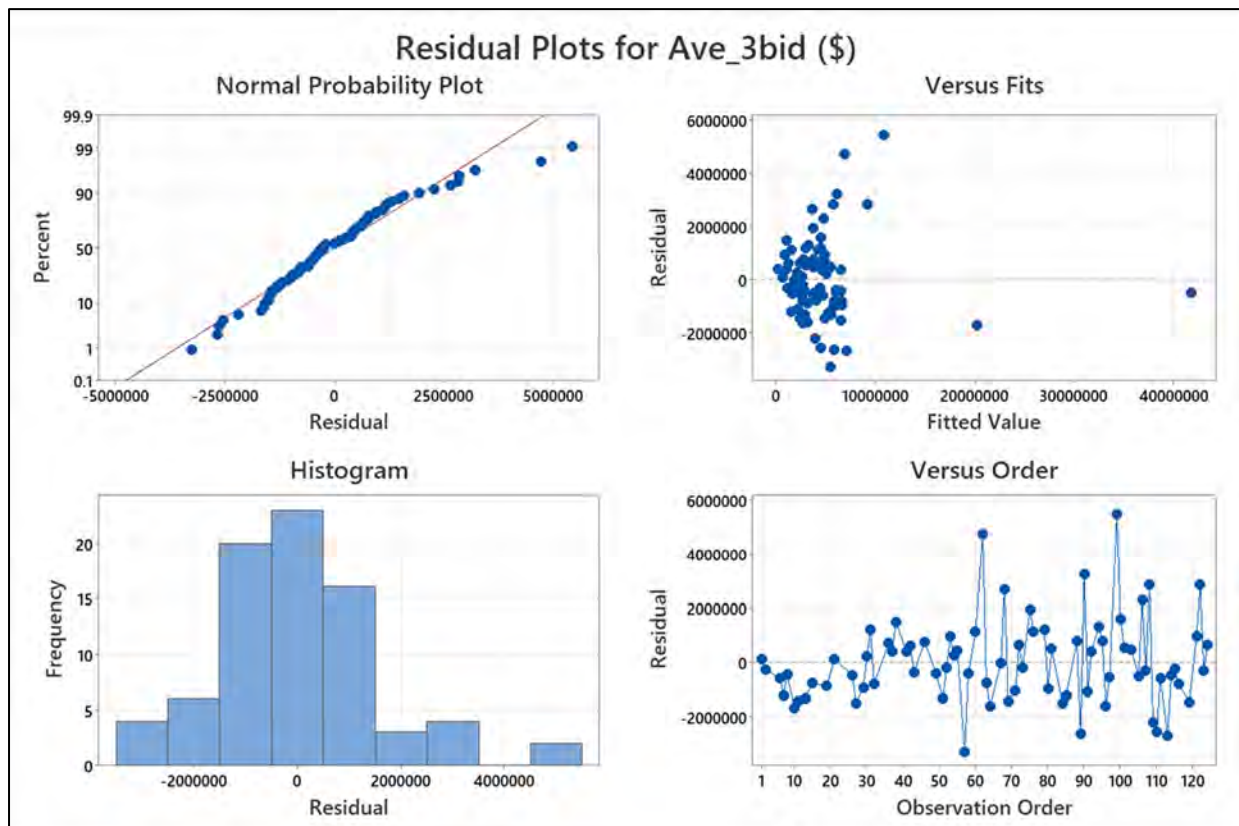 Residual Plots for Ave_3bid ($)
Normal Probability Plot
99.9
99
90
50
10
1
0.1
Percent
-5000000 -2500000 0 2500000 5000000
Residual
Versus Fits
6000000
4000000
2000000
0
-2000000
Residual
0 10000000 20000000 30000000 40000000
Fitted Value
Histogram
20
15
10
5
0
Frequency
-2000000 0 2000000 4000000
Residual
Versus Order
6000000
4000000
2000000
0
-2000000
Residual
1 10 20 30 40 50 60 70 80 90 100 110 120
Observation Order